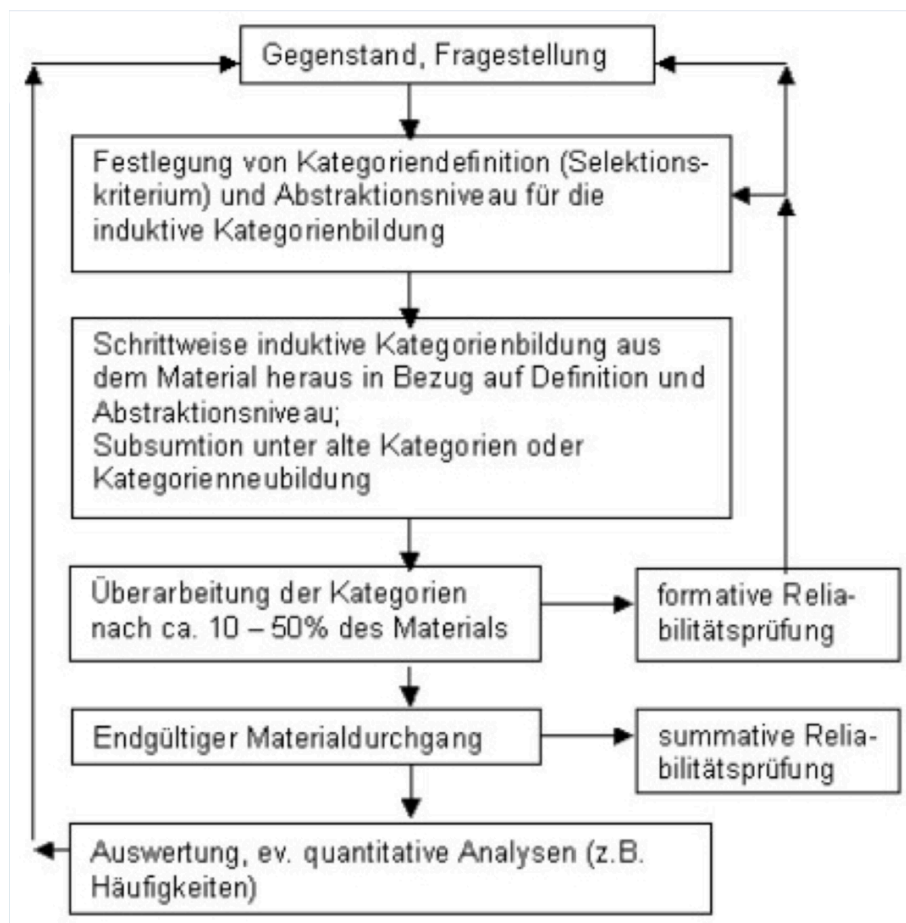 Gegenstand, Fragestellung
Festlegung von Kategoriendefinition (Selektions-
kriterium) und Abstraktionsniveau für die
induktive Kategorienbildung
Schrittweise induktive Kategorienbildung aus
dem Material heraus in Bezug auf Definition und
Abstraktionsniveau;
Subsumtion unter alte Kategorien oder
Kategorienneubildung
Überarbeitung der Kategorien
nach ca. 10 – 50% des Materials
formative Relia-
bilitätsprüfung
Endgültiger Materialdurchgang
summative Relia-
bilitätsprüfung
Auswertung, ev. quantitative Analysen (z.B.
Häufigkeiten)